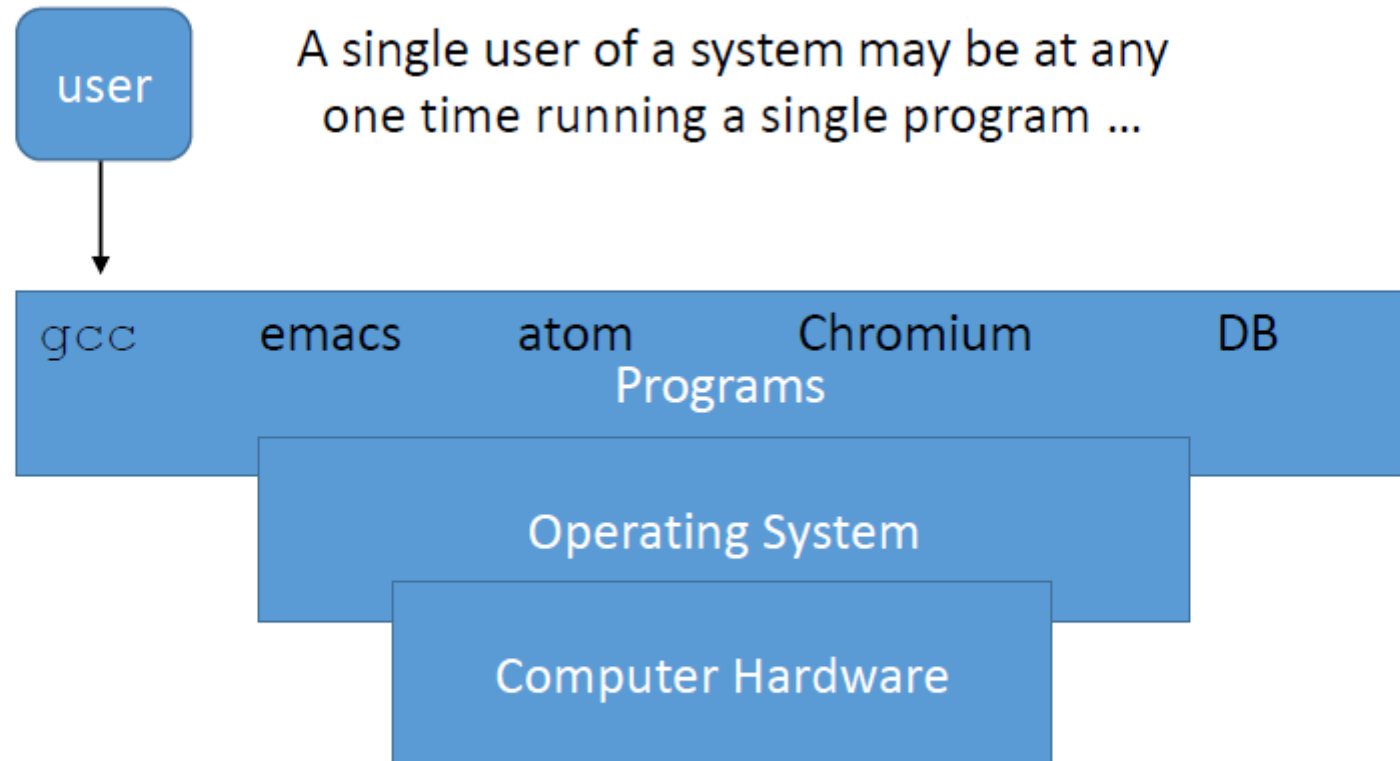 user
A single user of a system may be at any
one time running a single program ...
gcc emacs atom Chromium DB
Programs
Operating System
Computer Hardware